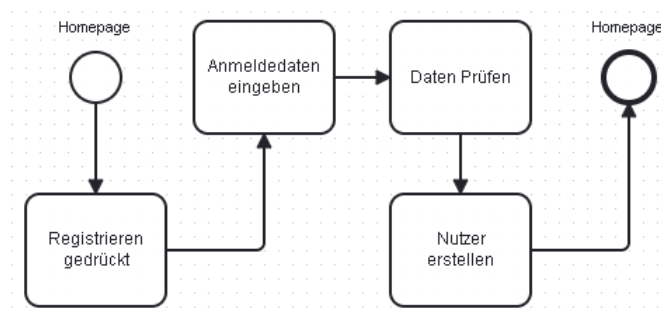 Homepage
Registrieren
gedrückt
Anmeldedaten
eingeben
Daten Prüfen
Nutzer
erstellen
Homepage